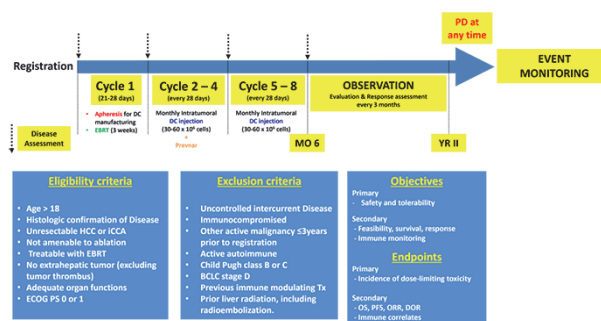 PD at
any time
Registration
EVENT
MONITORING
Cycle 1
(21-28 days)
Cycle 2 – 4
(every 28 days)
Cycle 5 – 8
(every 28 days)
OBSERVATION
Evaluation & Response assessment
every 3 months
• Apheresis for DC
manufacturing
• EBRT (3 weeks)
Monthly Intratumoral
DC injection
(30-60 x 10⁶ cells)
+
Prevnar
Monthly Intratumoral
DC injection
(30-60 x 10⁶ cells)
MO 6
YR II
Disease
Assessment
Eligibility criteria
• Age > 18
• Histologic confirmation of Disease
• Unresectable HCC or iCCA
• Not amenable to ablation
• Treatable with EBRT
• No extrahepatic tumor (excluding
tumor thrombus)
• Adequate organ functions
• ECOG PS 0 or 1
Exclusion criteria
• Uncontrolled intercurrent Disease
• Immunocompromised
• Other active malignancy ≤3years
prior to registration
• Active autoimmune
• Child Pugh class B or C
• BCLC stage D
• Previous immune modulating Tx
• Prior liver radiation, including
radioembolization.
Objectives
Primary
- Safety and tolerability
Secondary
- Feasibility, survival, response
- Immune monitoring
Endpoints
Primary
- Incidence of dose-limiting toxicity
Secondary
- OS, PFS, ORR, DOR
- Immune correlates